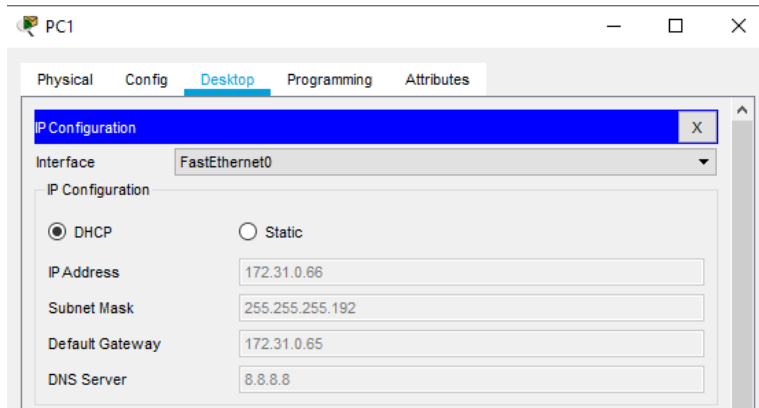 PC1
Physical Config Desktop Programming Attributes
IP Configuration X
Interface FastEthernet0
IP Configuration
DHCP Static
IP Address 172.31.0.66
Subnet Mask 255.255.255.192
Default Gateway 172.31.0.65
DNS Server 8.8.8.8